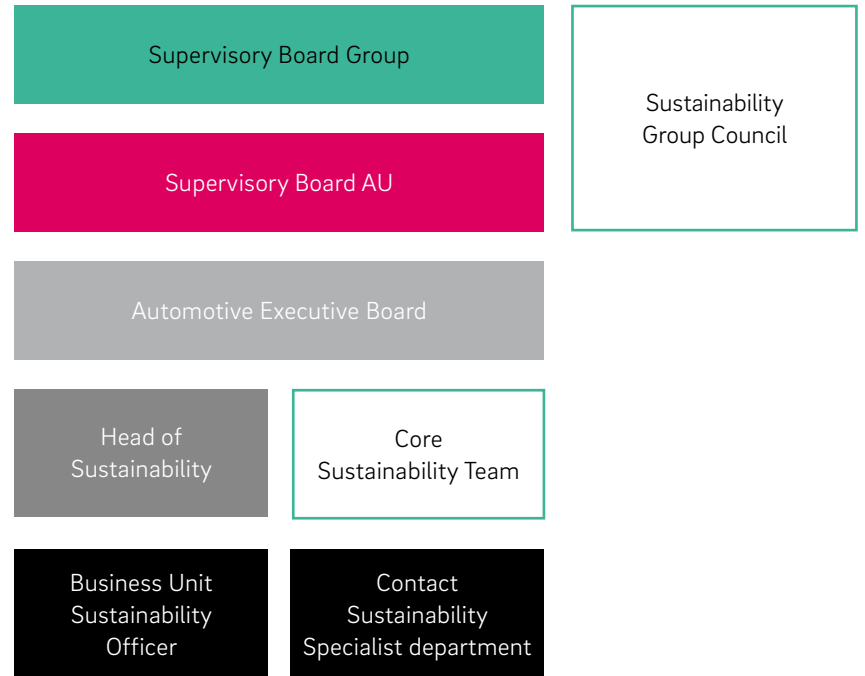 Supervisory Board Group
Sustainability
Group Council
Supervisory Board AU
Automotive Executive Board
Head of
Sustainability
Core
Sustainability Team
Business Unit
Sustainability
Officer
Contact
Sustainability
Specialist department